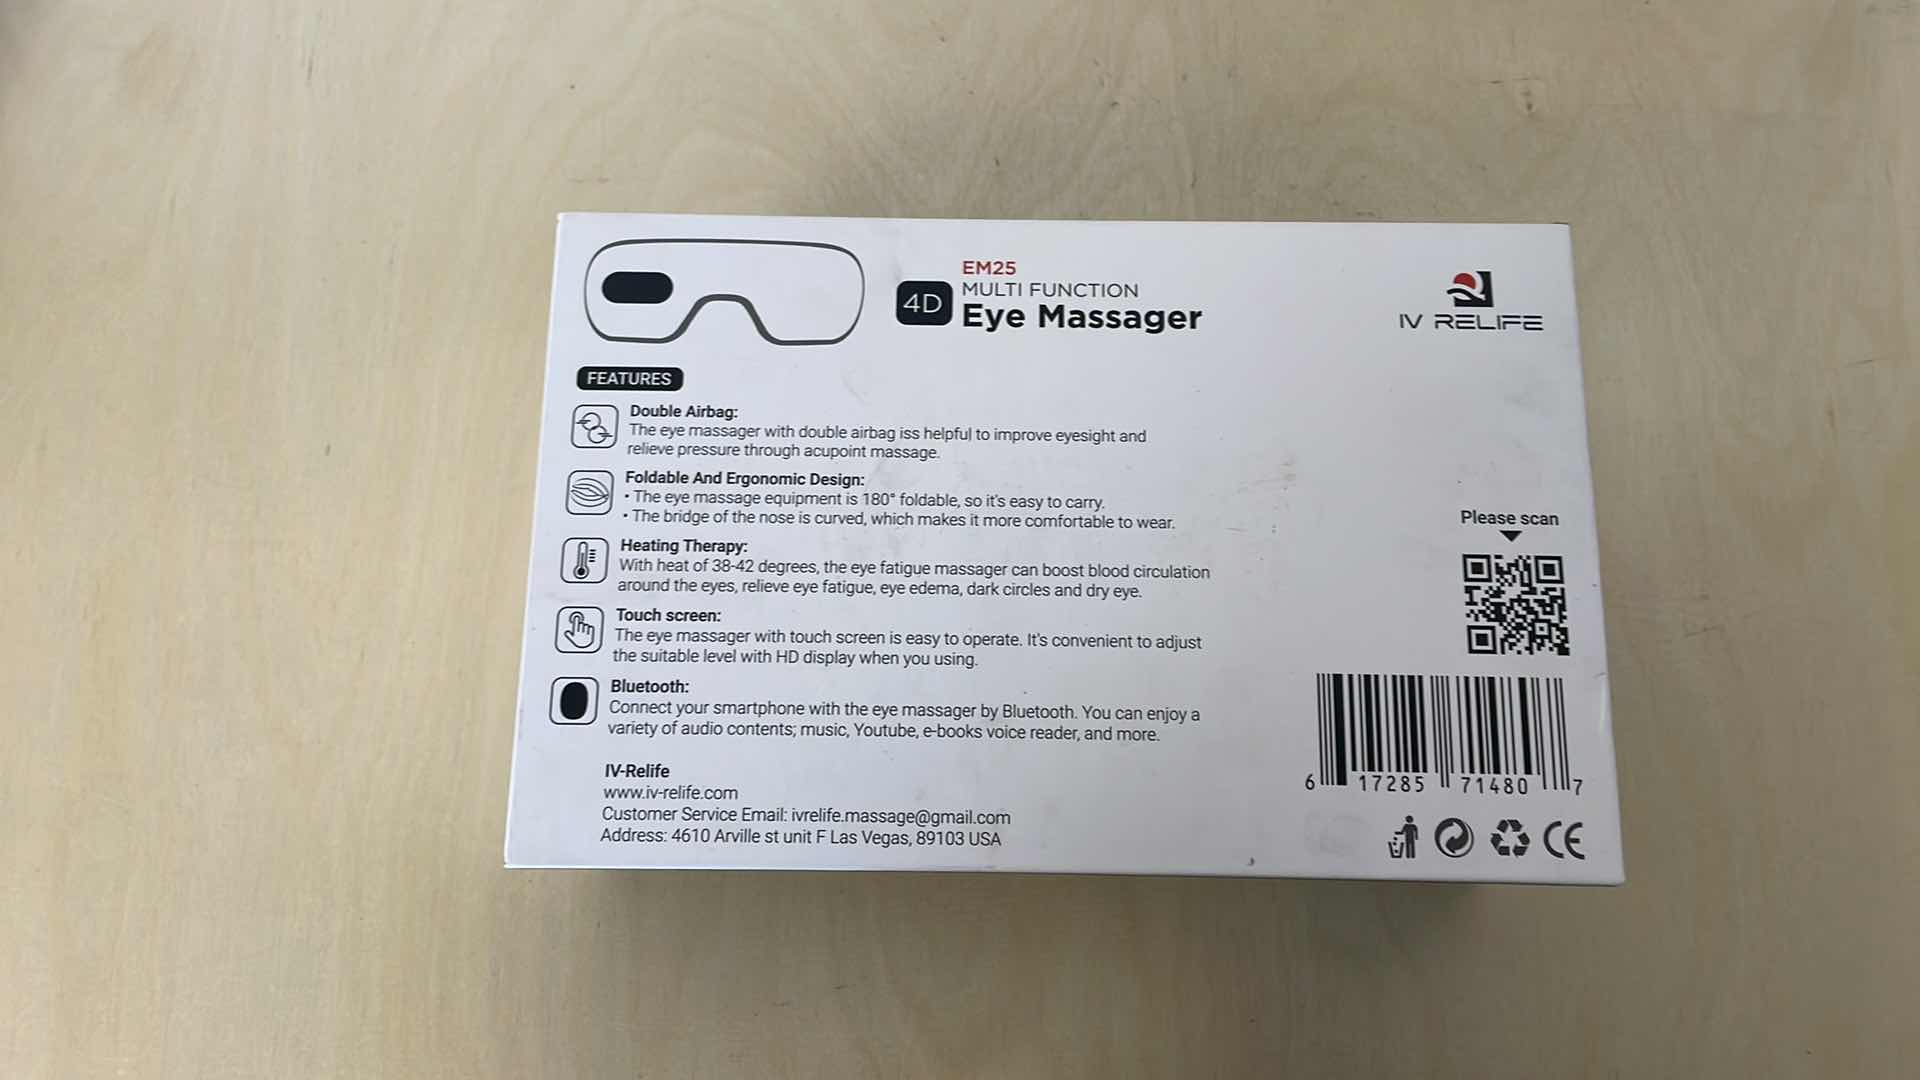 EM25
MULTI FUNCTION
4D
Eye Massager
IV RELIFE
FEATURES
Double Airbag:
The eye massager with double airbag iss helpful to improve eyesight and
relieve pressure through acupoint massage.
Foldable And Ergonomic Design:
• The eye massage equipment is 180° foldable, so it's easy to carry.
• The bridge of the nose is curved, which makes it more comfortable to wear.
Heating Therapy:
With heat of 38-42 degrees, the eye fatigue massager can boost blood circulation
around the eyes, relieve eye fatigue, eye edema, dark circles and dry eye.
Touch screen:
The eye massager with touch screen is easy to operate. It's convenient to adjust
the suitable level with HD display when you using.
Bluetooth:
Connect your smartphone with the eye massager by Bluetooth. You can enjoy a
variety of audio contents; music, Youtube, e-books voice reader, and more.
IV-Relife
www.iv-relife.com
Customer Service Email: ivrelife.massage@gmail.com
Address: 4610 Arville st unit F Las Vegas, 89103 USA
Please scan
6 17285 71480 7
CE